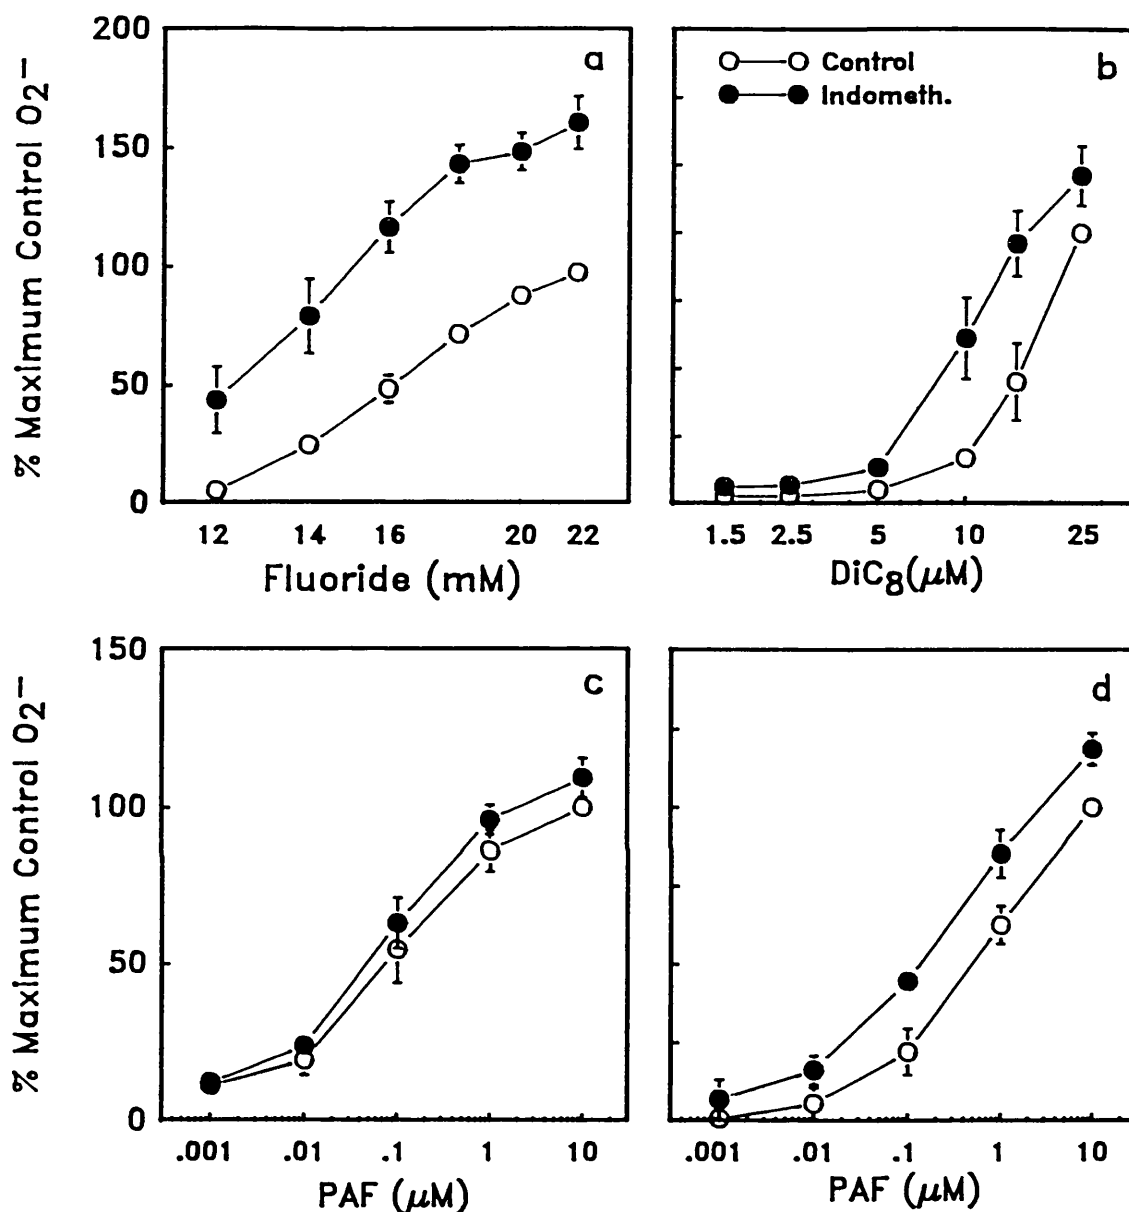 200
150
100
50
0
% Maximum Control O2−
a
12 14 16 20 22
Fluoride (mM)
Control
Indometh.
b
1.5 2.5 5 10 25
DiC8(μM)
150
100
50
0
% Maximum Control O2−
c
.001 .01 .1 1 10
PAF (μM)
d
.001 .01 .1 1 10
PAF (μM)